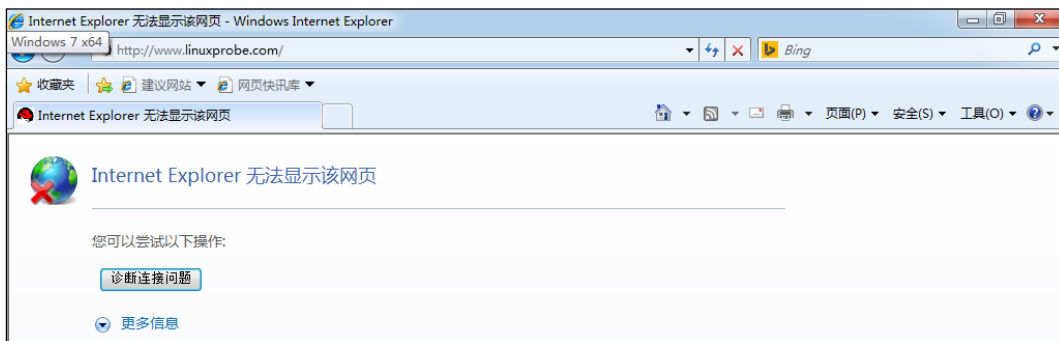 Internet Explorer 无法显示该网页 - Windows Internet Explorer
Windows 7 x64
http://www.linuxprobe.com/
Bing
收藏夹 建议网站 网页快讯库
Internet Explorer 无法显示该网页 页面(P) 安全(S) 工具(O)
Internet Explorer 无法显示该网页
您可以尝试以下操作:
诊断连接问题
更多信息